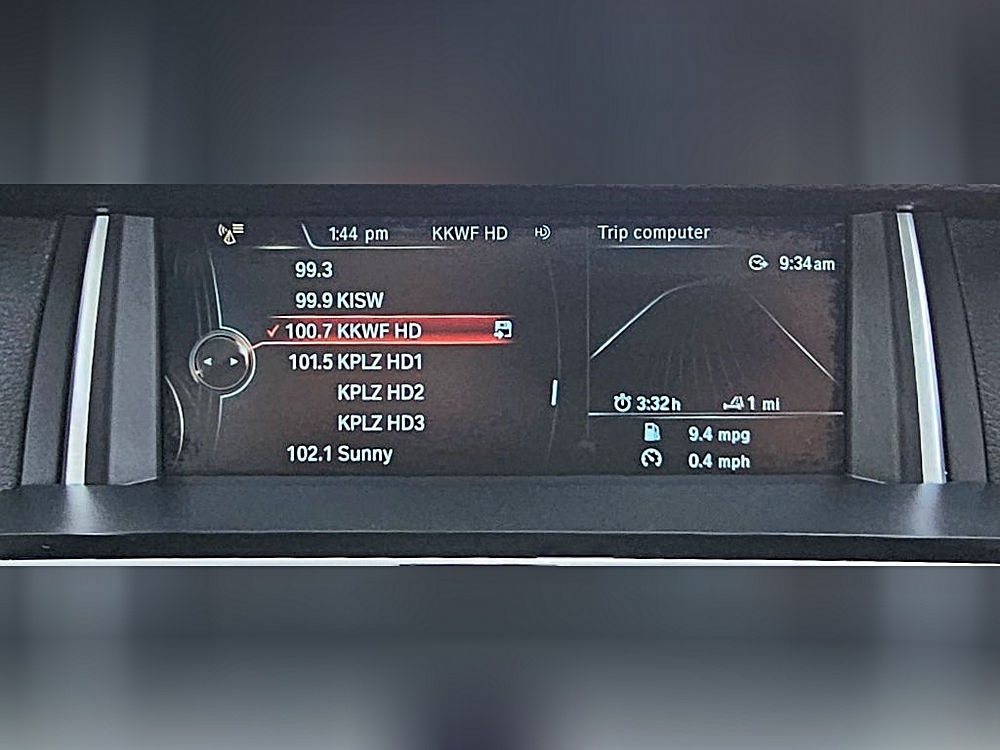 1:44 pm KKWF HD HD
99.3
99.9 KISW
✓ 100.7 KKWF HD
101.5 KPLZ HD1
KPLZ HD2
KPLZ HD3
102.1 Sunny
Trip computer
9:34am
3:32h 1 mi
9.4 mpg
0.4 mph